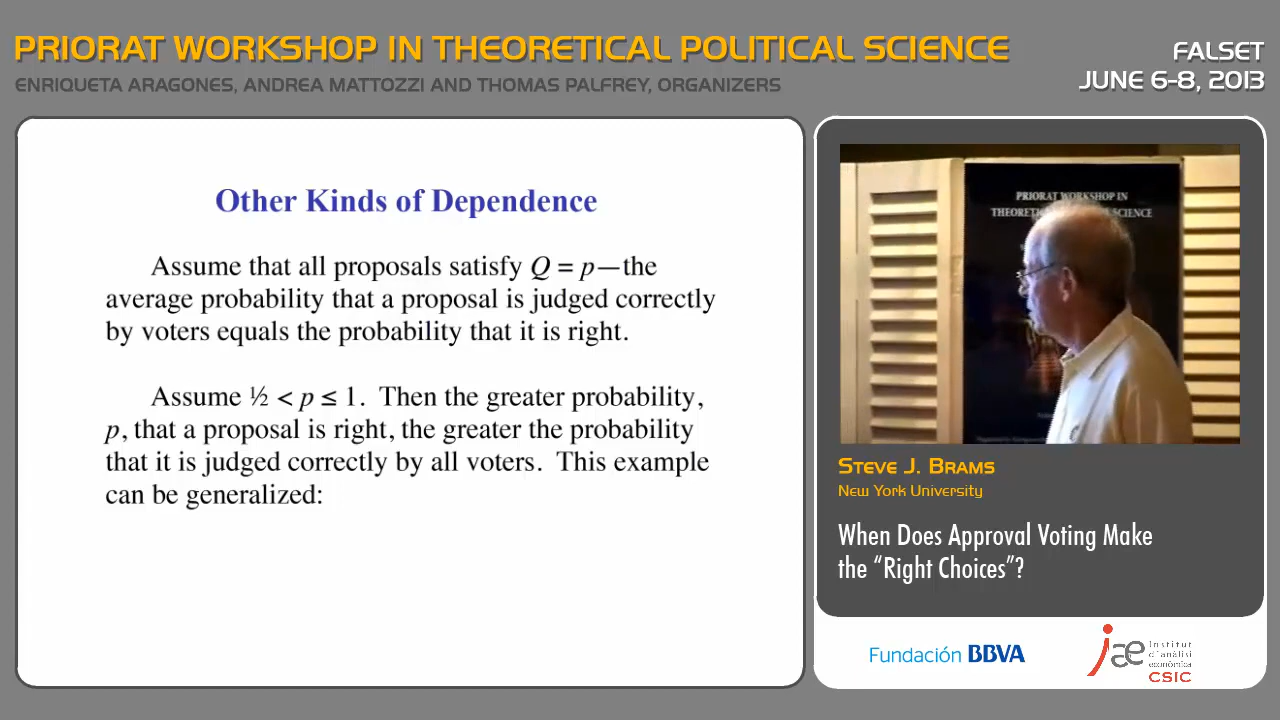 PRIORAT WORKSHOP IN THEORETICAL POLITICAL SCIENCE
ENRIQUETA ARAGONES, ANDREA MATTOZZI AND THOMAS PALFREY, ORGANIZERS
FALSET
JUNE 6-8, 2013
Other Kinds of Dependence
Assume that all proposals satisfy Q = p—the
average probability that a proposal is judged correctly
by voters equals the probability that it is right.
Assume ½ < p ≤ 1. Then the greater probability,
p, that a proposal is right, the greater the probability
that it is judged correctly by all voters. This example
can be generalized:
PRIORAT WORKSHOP IN
SCIENCE
STEVE J. BRAMS
New York University
When Does Approval Voting Make
the “Right Choices”?
Fundación BBVA
iae
Institut
d'anàlisi
econòmica
CSIC